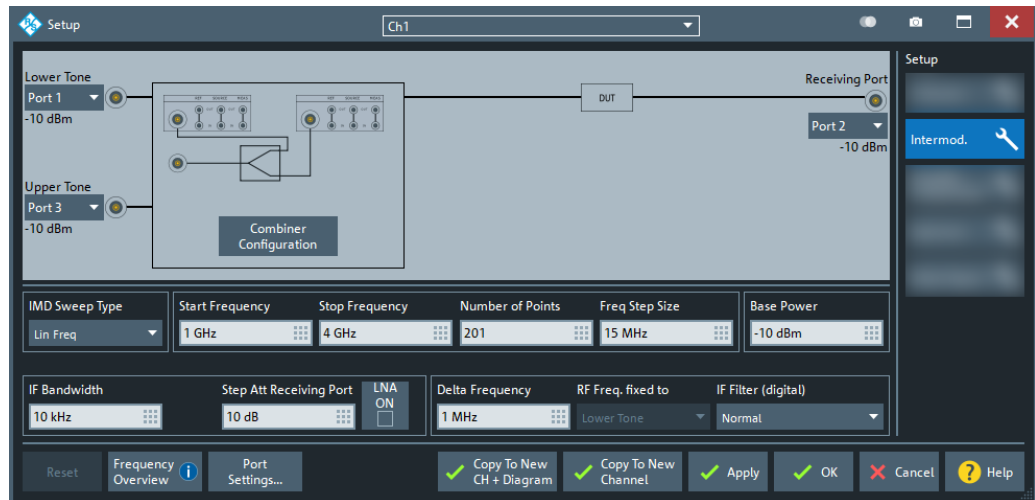 Setup
Ch1
Setup
Lower Tone
Port 1
-10 dBm
DUT
Receiving Port
Port 2
-10 dBm
Intermod.
Upper Tone
Port 3
-10 dBm
Combiner
Configuration
IMD Sweep Type
Lin Freq
Start Frequency
1 GHz
Stop Frequency
4 GHz
Number of Points
201
Freq Step Size
15 MHz
Base Power
-10 dBm
IF Bandwidth
10 kHz
Step Att Receiving Port
10 dB
LNA
ON
Delta Frequency
1 MHz
RF Freq. fixed to
Lower Tone
IF Filter (digital)
Normal
Reset
Frequency
Overview
Port
Settings...
Copy To New
CH + Diagram
Copy To New
Channel
Apply
OK
Cancel
Help